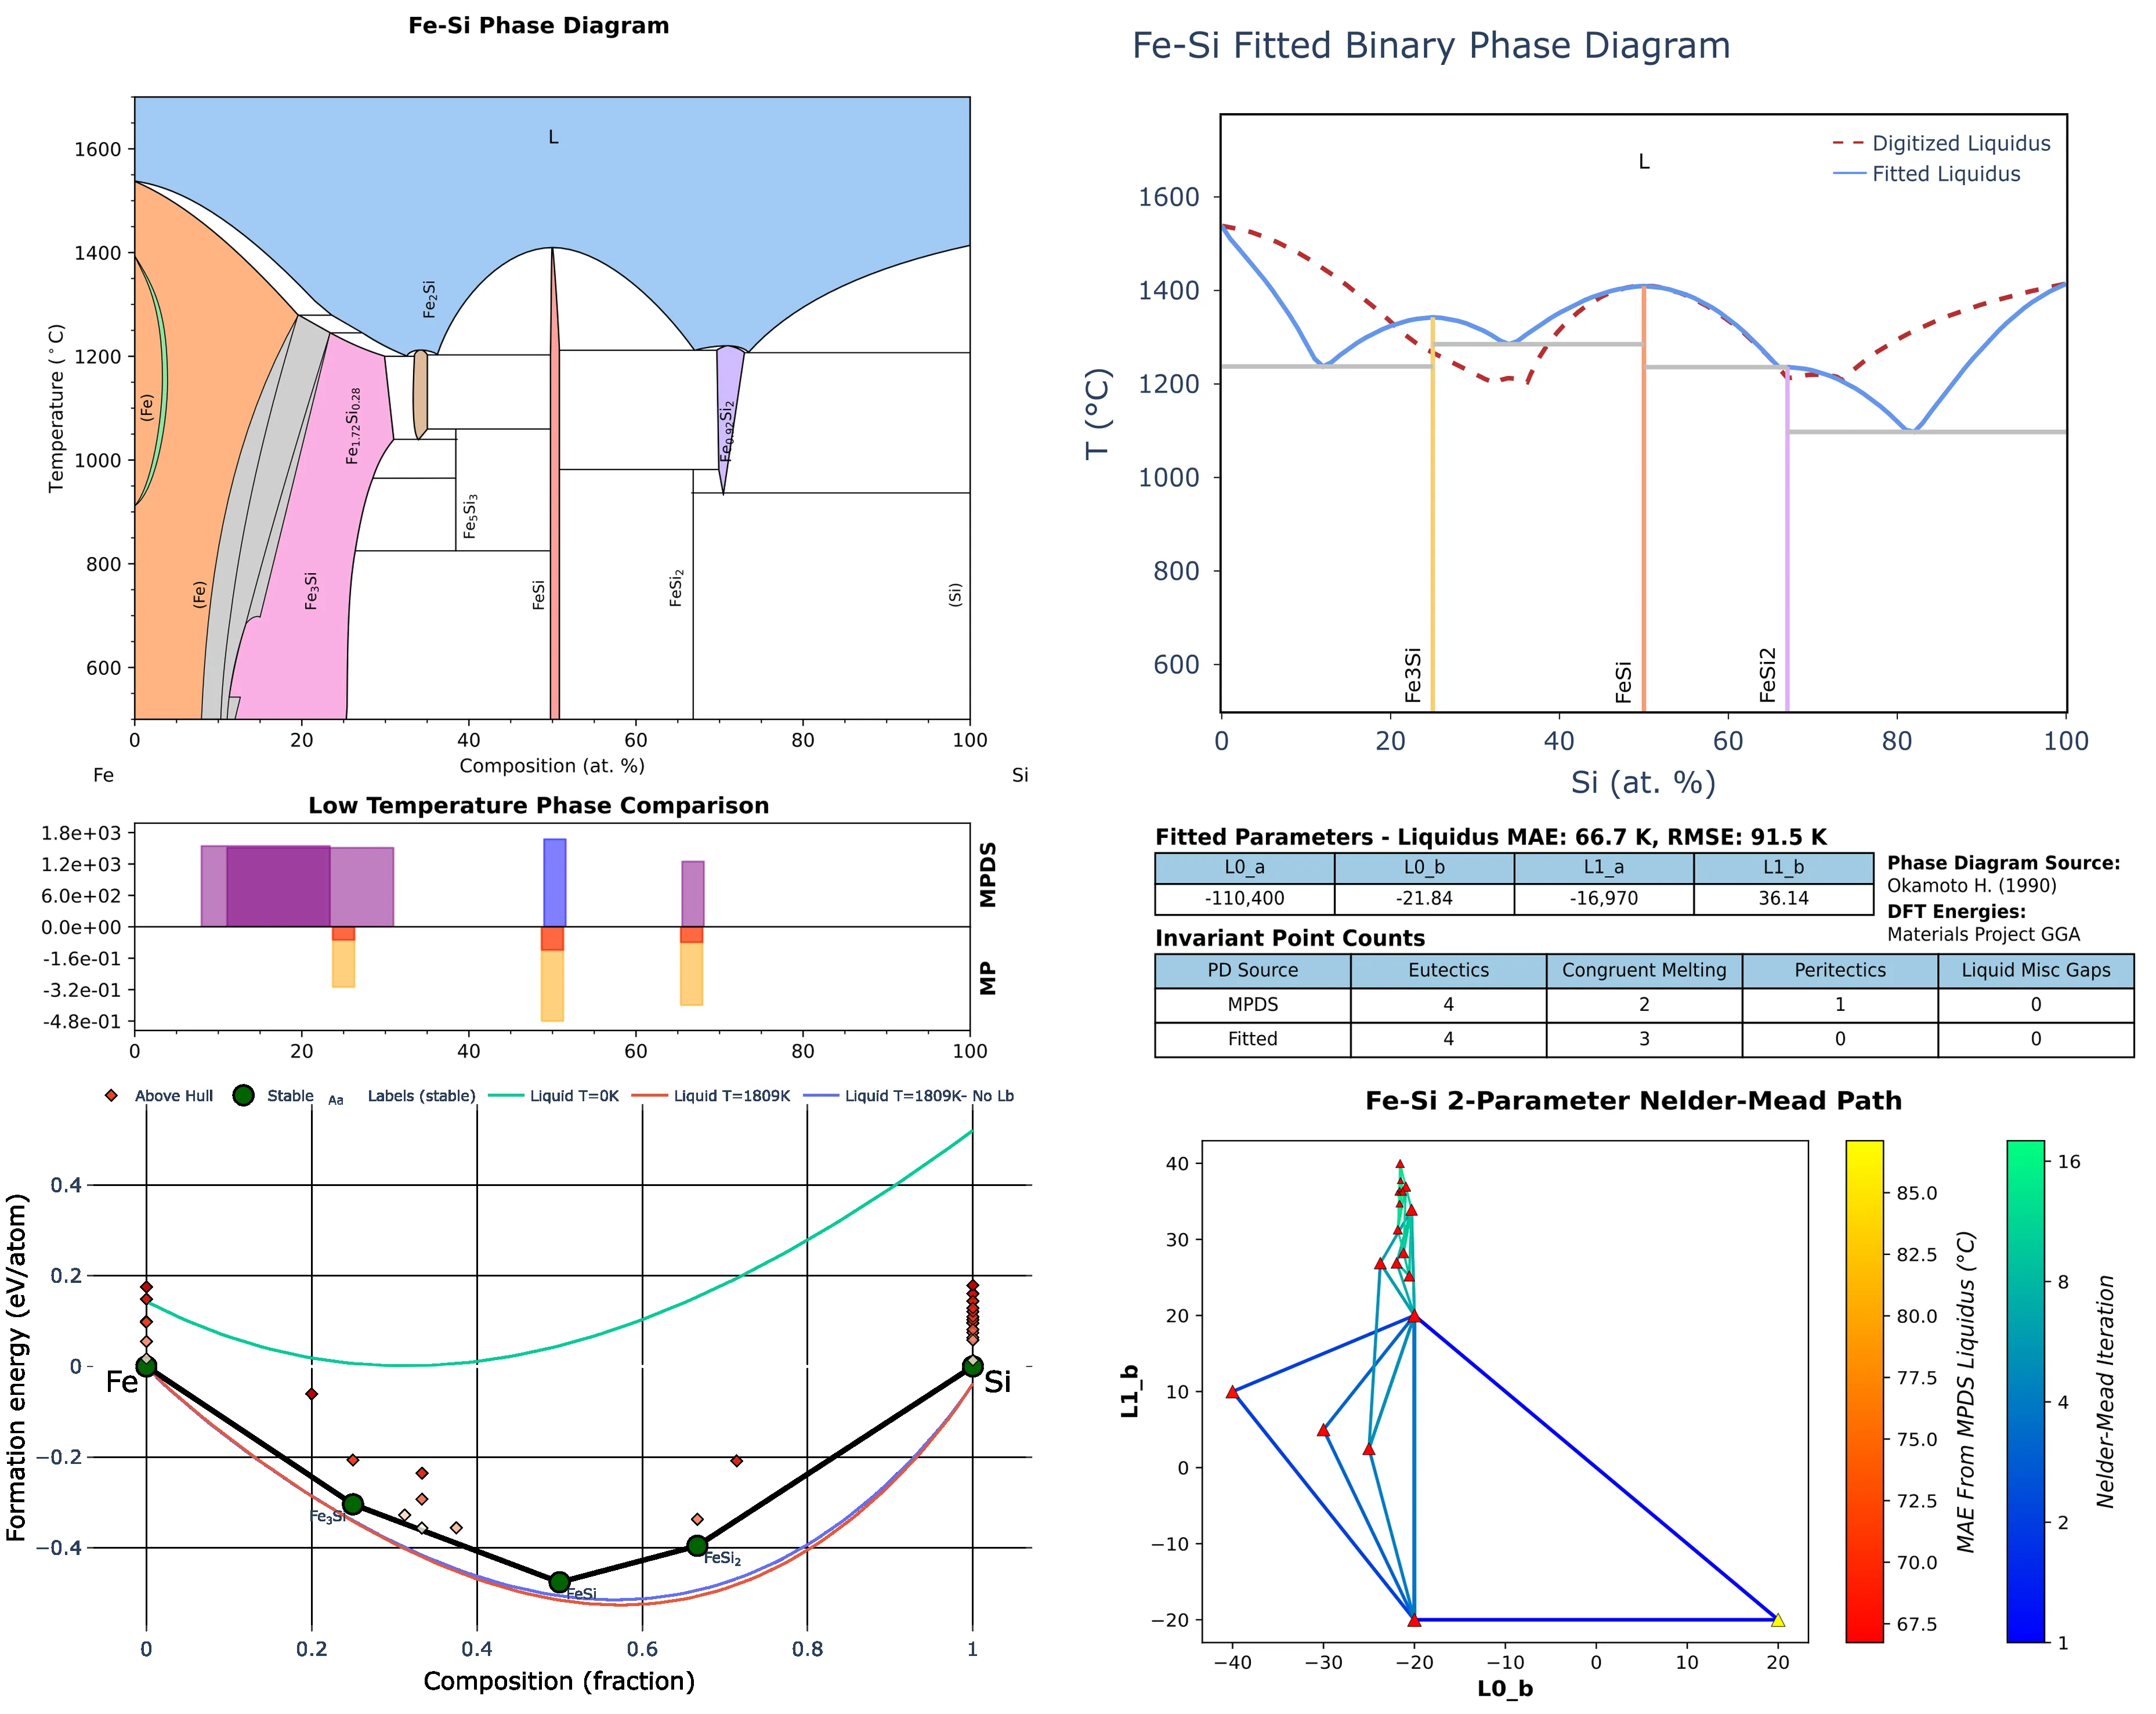 Fe-Si Phase Diagram
L
1600
1400
1200
1000
800
600
Temperature (°C)
(Fe)
(Fe)
Fe3Si
Fe1.72Si0.28
Fe2Si
Fe5Si3
FeSi
FeSi2
Fe0.92Si2
(Si)
0 20 40 60 80 100
Composition (at. %)
Fe Si
Fe-Si Fitted Binary Phase Diagram
L
Digitized Liquidus
Fitted Liquidus
1600
1400
1200
1000
800
600
T (°C)
Fe3Si
FeSi
FeSi2
0 20 40 60 80 100
Si (at. %)
Low Temperature Phase Comparison
1.8e+03
1.2e+03
6.0e+02
0.0e+00
-1.6e-01
-3.2e-01
-4.8e-01
MPDS
MP
0 20 40 60 80 100
Fitted Parameters - Liquidus MAE: 66.7 K, RMSE: 91.5 K
L0_a L0_b L1_a L1_b
-110,400 -21.84 -16,970 36.14
Phase Diagram Source:
Okamoto H. (1990)
DFT Energies:
Materials Project GGA
Invariant Point Counts
PD Source Eutectics Congruent Melting Peritectics Liquid Misc Gaps
MPDS 4 2 1 0
Fitted 4 3 0 0
Above Hull Stable Aa Labels (stable) Liquid T=0K Liquid T=1809K Liquid T=1809K- No Lb
0.4
0.2
0
−0.2
−0.4
Formation energy (eV/atom)
Fe
Si
Fe3Si
FeSi
FeSi2
0 0.2 0.4 0.6 0.8 1
Composition (fraction)
Fe-Si 2-Parameter Nelder-Mead Path
40
30
20
10
0
−10
−20
L1_b
−40 −30 −20 −10 0 10 20
L0_b
85.0
82.5
80.0
77.5
75.0
72.5
70.0
67.5
MAE From MPDS Liquidus (°C)
16
8
4
2
1
Nelder-Mead Iteration